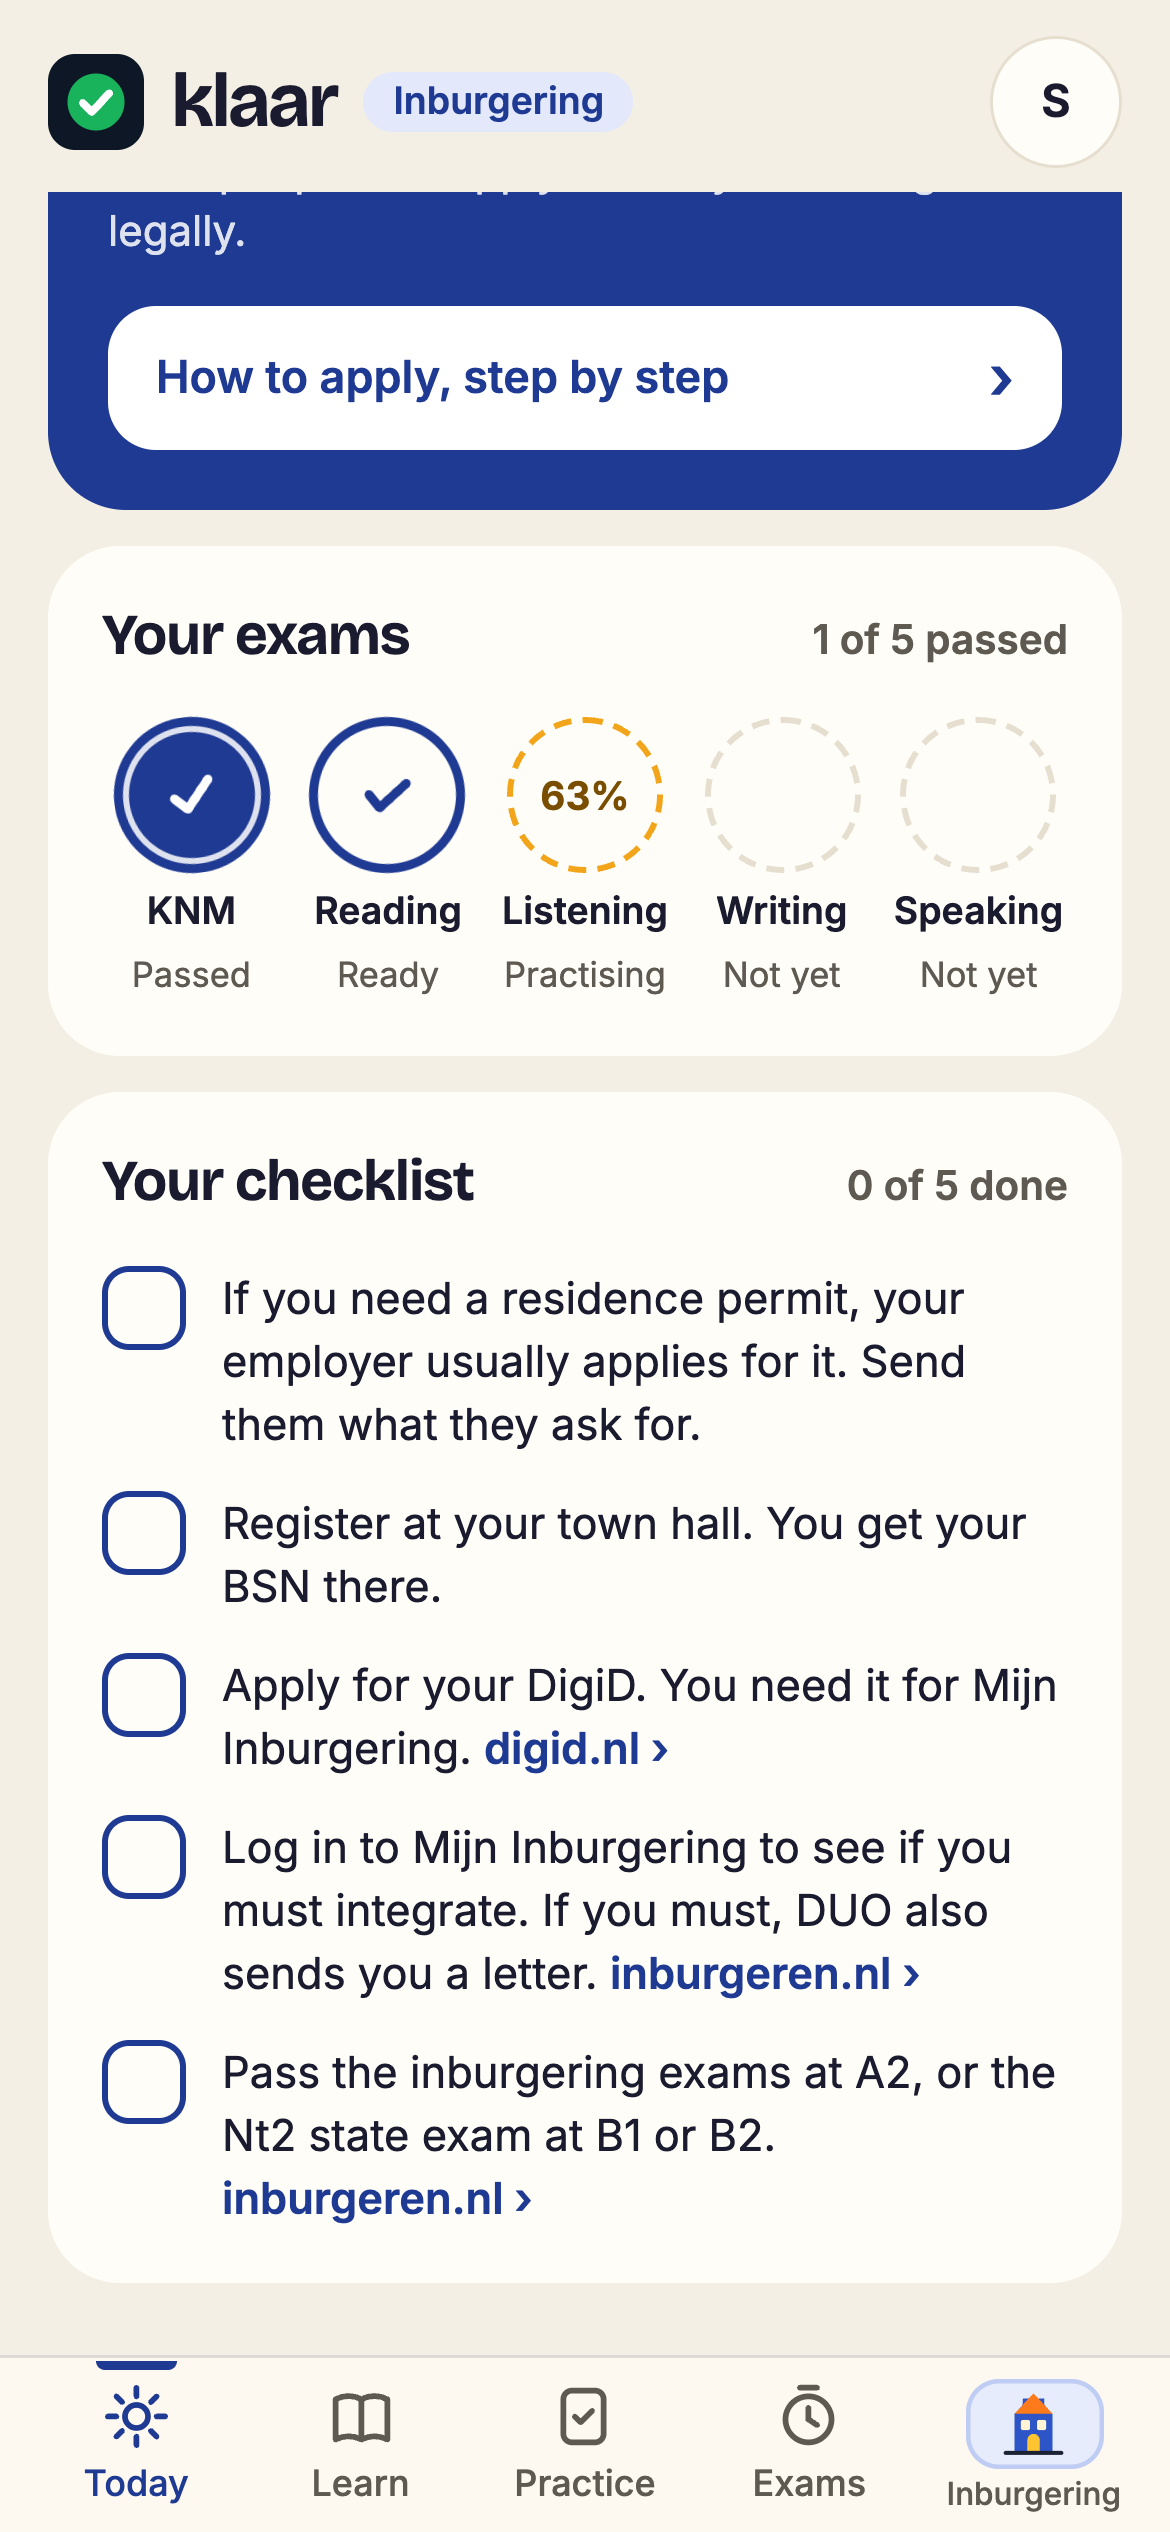 klaar
Inburgering
S
legally.
How to apply, step by step ›
Your exams
1 of 5 passed
63%
KNM
Reading
Listening
Writing
Speaking
Passed
Ready
Practising
Not yet
Not yet
Your checklist
0 of 5 done
If you need a residence permit, your
employer usually applies for it. Send
them what they ask for.
Register at your town hall. You get your
BSN there.
Apply for your DigiD. You need it for Mijn
Inburgering. digid.nl ›
Log in to Mijn Inburgering to see if you
must integrate. If you must, DUO also
sends you a letter. inburgeren.nl ›
Pass the inburgering exams at A2, or the
Nt2 state exam at B1 or B2.
inburgeren.nl ›
Today
Learn
Practice
Exams
Inburgering